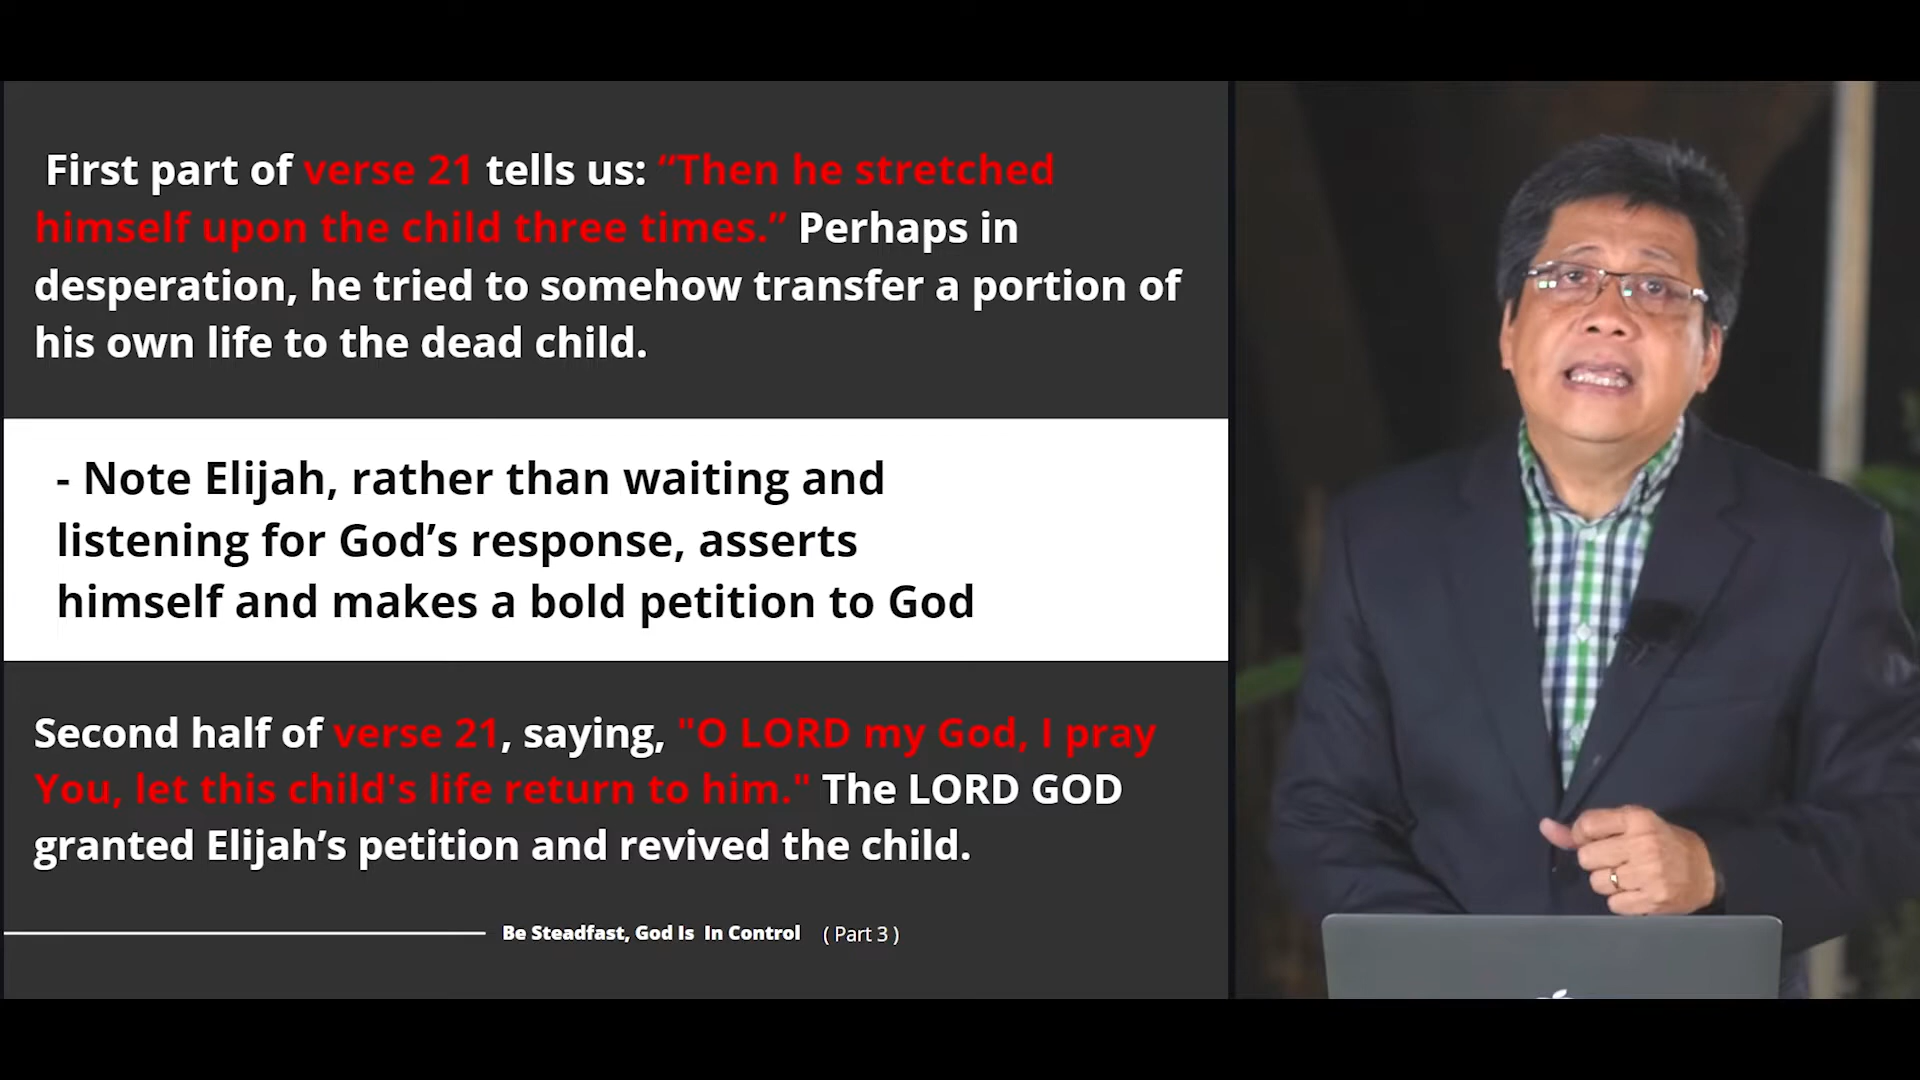 First part of verse 21 tells us: “Then he stretched
himself upon the child three times.” Perhaps in
desperation, he tried to somehow transfer a portion of
his own life to the dead child.
- Note Elijah, rather than waiting and
listening for God’s response, asserts
himself and makes a bold petition to God
Second half of verse 21, saying, "O LORD my God, I pray
You, let this child's life return to him." The LORD GOD
granted Elijah’s petition and revived the child.
Be Steadfast, God Is In Control ( Part 3 )